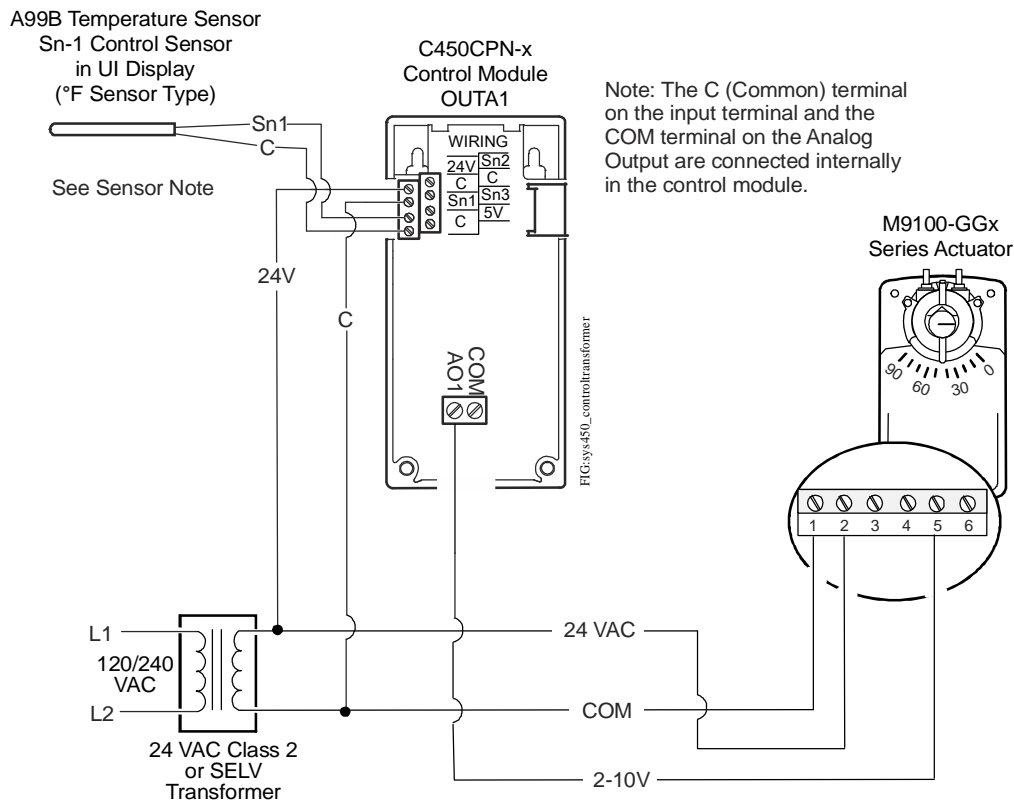 A99B Temperature Sensor
Sn-1 Control Sensor
in UI Display
(°F Sensor Type)
Sn1
C
See Sensor Note
C450CPN-x
Control Module
OUTA1
WIRING
24V Sn2
C C
Sn1 Sn3
C 5V
Note: The C (Common) terminal
on the input terminal and the
COM terminal on the Analog
Output are connected internally
in the control module.
M9100-GGx
Series Actuator
90 60 30 0
24V
C
COM
AO1
FIG:sys450_controltransformer
1 2 3 4 5 6
L1
120/240
VAC
L2
24 VAC
COM
2-10V
24 VAC Class 2
or SELV
Transformer